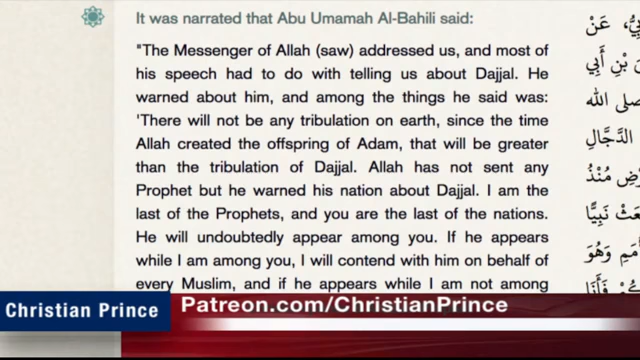 It was narrated that Abu Umamah Al-Bahili said:
"The Messenger of Allah (saw) addressed us, and most of
his speech had to do with telling us about Dajjal. He
warned about him, and among the things he said was:
'There will not be any tribulation on earth, since the time
Allah created the offspring of Adam, that will be greater
than the tribulation of Dajjal. Allah has not sent any
Prophet but he warned his nation about Dajjal. I am the
last of the Prophets, and you are the last of the nations.
He will undoubtedly appear among you. If he appears
while I am among you, I will contend with him on behalf of
every Muslim, and if he appears while I am not among
عَنْ
بْنِ أَبِي
صلى الله
الدَّجَّالِ
مُنْذُ
نَبِيًّا
وَهُوَ
فَأَنَا
Christian Prince
Patreon.com/ChristianPrince